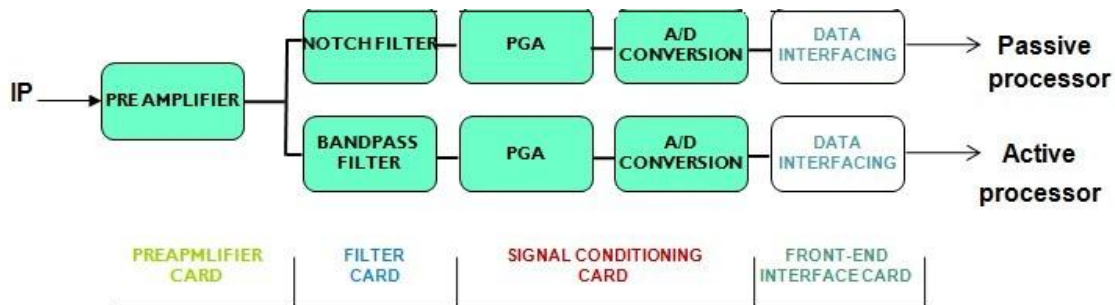 IP
PRE AMPLIFIER
NOTCH FILTER
PGA
A/D
CONVERSION
DATA
INTERFACING
Passive
processor
BANDPASS
FILTER
PGA
A/D
CONVERSION
DATA
INTERFACING
Active
processor
PREAPMLIFIER
CARD
FILTER
CARD
SIGNAL CONDITIONING
CARD
FRONT-END
INTERFACE CARD